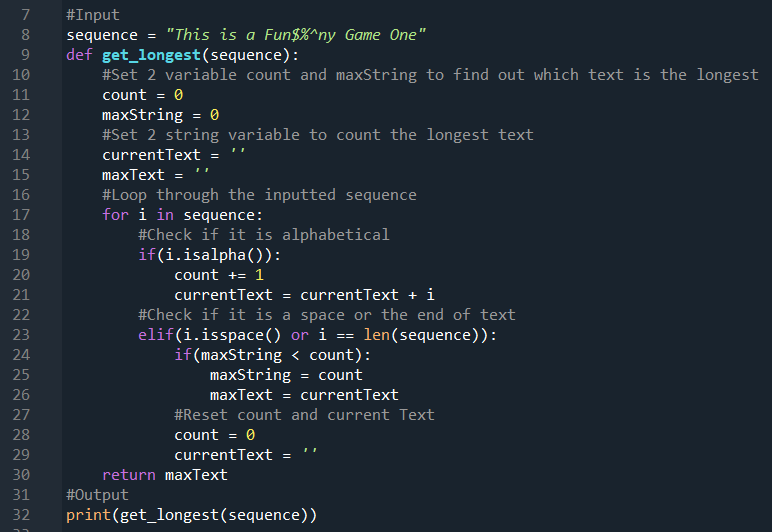 7 #Input
8 sequence = "This is a Fun$%^ny Game One"
9 def get_longest(sequence):
10     #Set 2 variable count and maxString to find out which text is the longest
11     count = 0
12     maxString = 0
13     #Set 2 string variable to count the longest text
14     currentText = ''
15     maxText = ''
16     #Loop through the inputted sequence
17     for i in sequence:
18         #Check if it is alphabetical
19         if(i.isalpha()):
20             count += 1
21             currentText = currentText + i
22         #Check if it is a space or the end of text
23         elif(i.isspace() or i == len(sequence)):
24             if(maxString < count):
25                 maxString = count
26                 maxText = currentText
27             #Reset count and current Text
28             count = 0
29             currentText = ''
30     return maxText
31 #Output
32 print(get_longest(sequence))